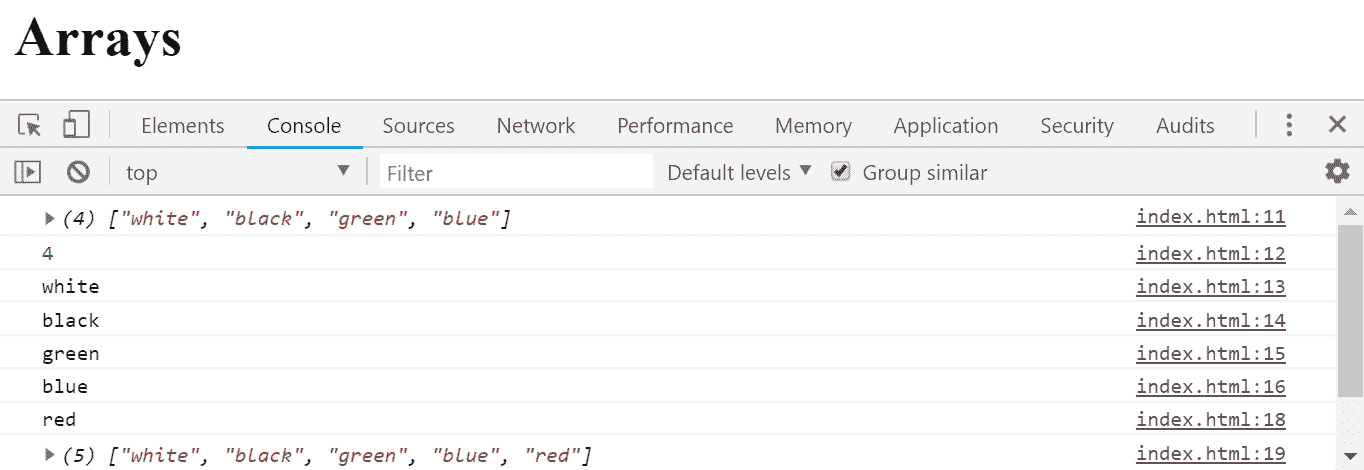 Arrays
Elements Console Sources Network Performance Memory Application Security Audits
top Filter Default levels Group similar
(4) ["white", "black", "green", "blue"] index.html:11
4 index.html:12
white index.html:13
black index.html:14
green index.html:15
blue index.html:16
red index.html:18
(5) ["white", "black", "green", "blue", "red"] index.html:19